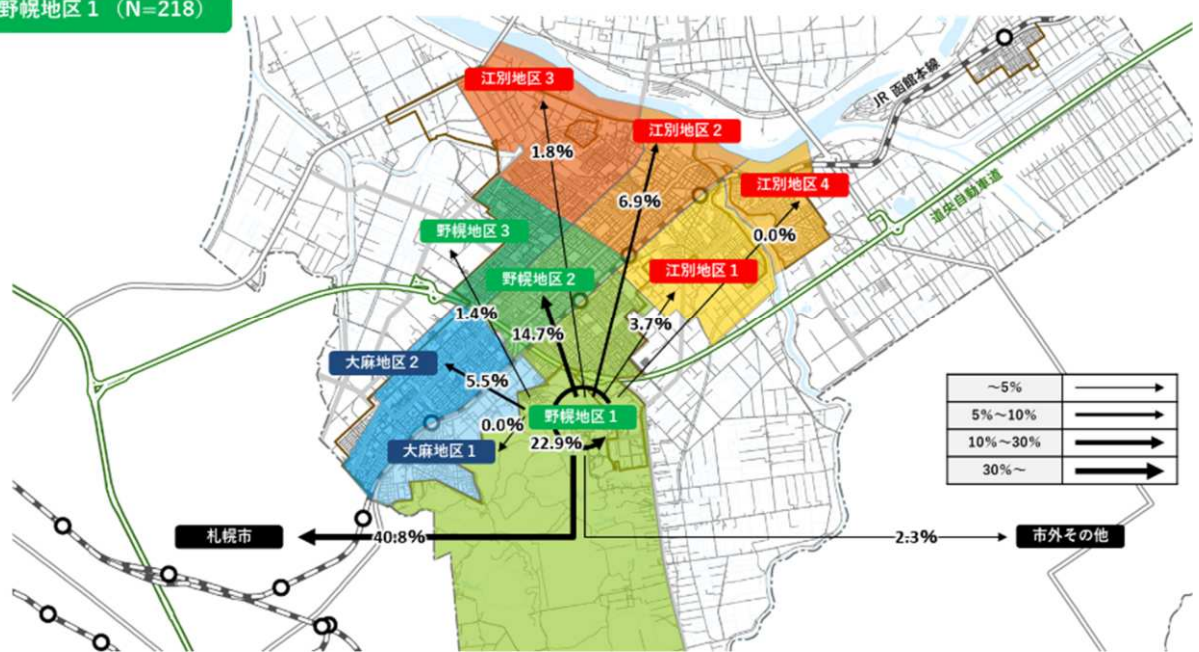 野幌地区1（N=218）
江別地区3
江別地区2
江別地区4
JR 函館本線
道央自動車道
1.8%
6.9%
0.0%
野幌地区3
野幌地区2
江別地区1
1.4%
14.7%
3.7%
大麻地区2
5.5%
0.0%
野幌地区1
22.9%
大麻地区1
～5%
5%～10%
10%～30%
30%～
札幌市
40.8%
2.3%
市外その他